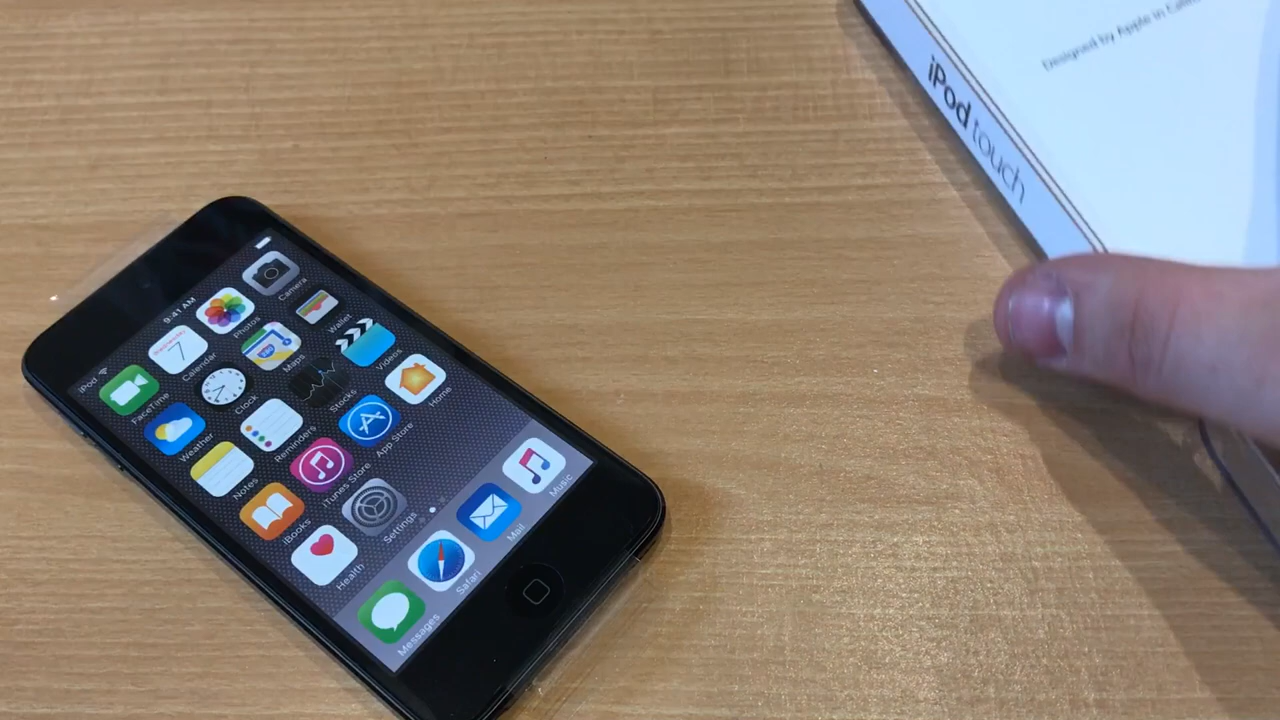 iPod touch
Designed by Apple in
iPod
9:41 AM
FaceTime
Calendar
Photos
Camera
Weather
Clock
Maps
Wallet
Notes
Reminders
Stocks
Videos
iBooks
iTunes Store
App Store
Home
Health
Settings
Messages
Safari
Mail
Music
7